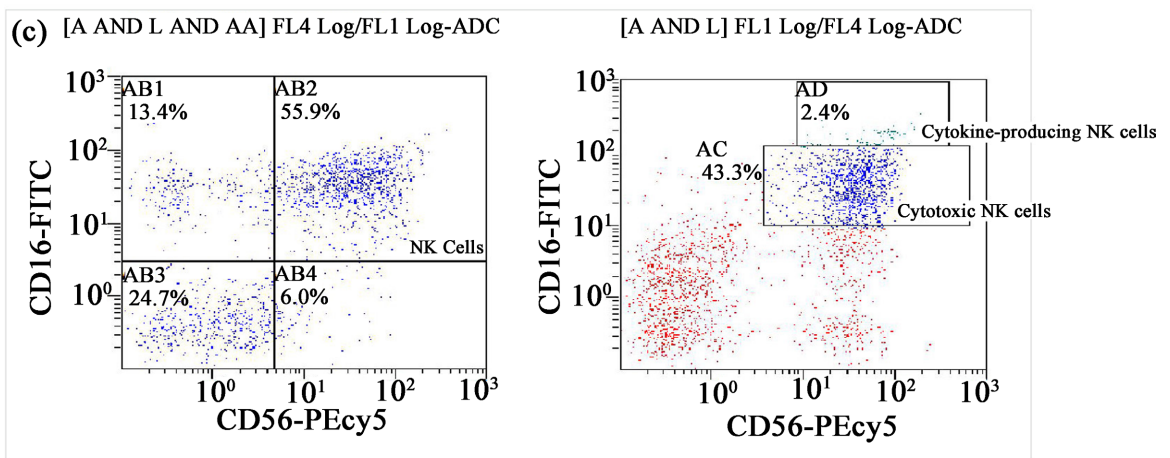 (c) [A AND L AND AA] FL4 Log/FL1 Log-ADC
10³
10²
10¹
10⁰
CD16-FITC
AB1
13.4%
AB2
55.9%
NK Cells
AB3
24.7%
AB4
6.0%
10⁰ 10¹ 10² 10³
CD56-PEcy5
[A AND L] FL1 Log/FL4 Log-ADC
10³
10²
10¹
10⁰
CD16-FITC
AD
2.4%
Cytokine-producing NK cells
AC
43.3%
Cytotoxic NK cells
10⁰ 10¹ 10² 10³
CD56-PEcy5